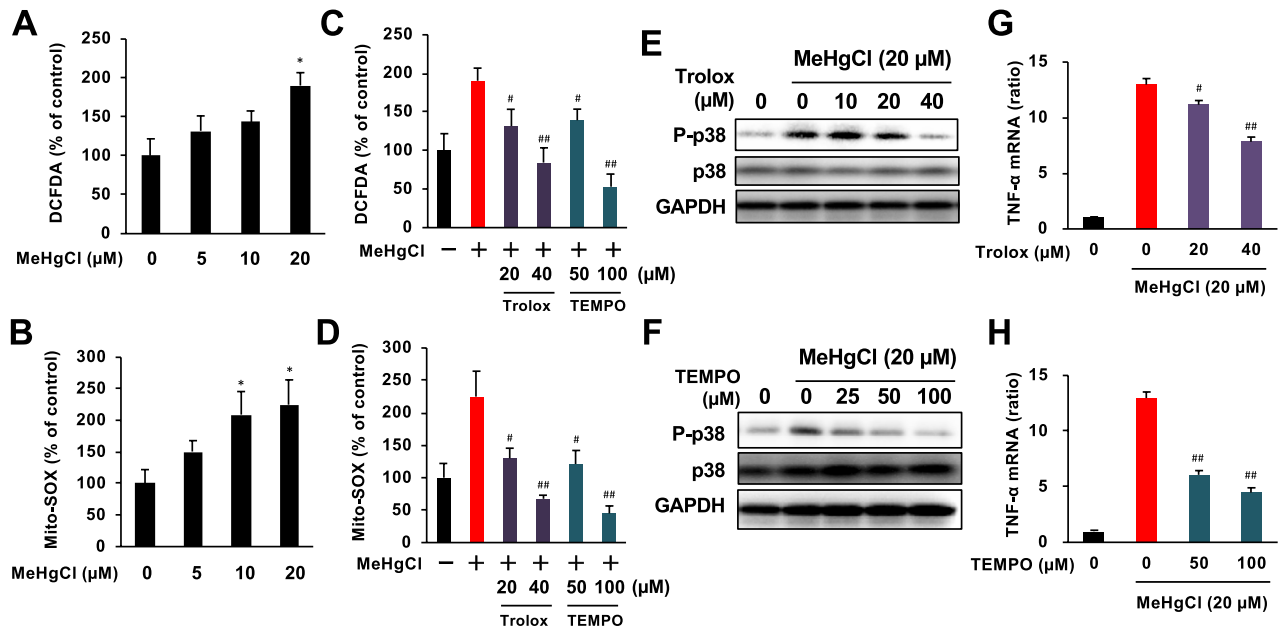 A
DCFDA (% of control)
250
200
150
100
50
0
*
MeHgCl (μM) 0 5 10 20
B
Mito-SOX (% of control)
300
250
200
150
100
50
0
* *
MeHgCl (μM) 0 5 10 20
C
DCFDA (% of control)
250
200
150
100
50
0
# ## # ##
MeHgCl − + + + + +
20 40 50 100 (μM)
Trolox TEMPO
D
Mito-SOX (% of control)
300
250
200
150
100
50
0
# ## # ##
MeHgCl − + + + + +
20 40 50 100 (μM)
Trolox TEMPO
E
MeHgCl (20 μM)
Trolox
(μM) 0 0 10 20 40
P-p38
p38
GAPDH
F
MeHgCl (20 μM)
TEMPO
(μM) 0 0 25 50 100
P-p38
p38
GAPDH
G
TNF-α mRNA (ratio)
15
10
5
0
# ##
Trolox (μM) 0 0 20 40
MeHgCl (20 μM)
H
TNF-α mRNA (ratio)
15
10
5
0
## ##
TEMPO (μM) 0 0 50 100
MeHgCl (20 μM)